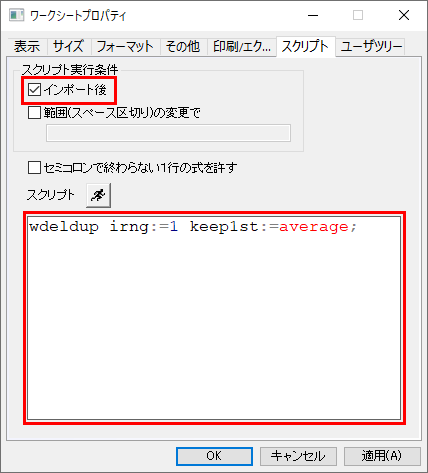 ワークシートプロパティ
表示 サイズ フォーマット その他 印刷/エク... スクリプト ユーザツリー
スクリプト実行条件
インポート後
範囲(スペース区切り)の変更で
セミコロンで終わらない1行の式を許す
スクリプト
wdeldup irng:=1 keep1st:=average;
OK キャンセル 適用(A)